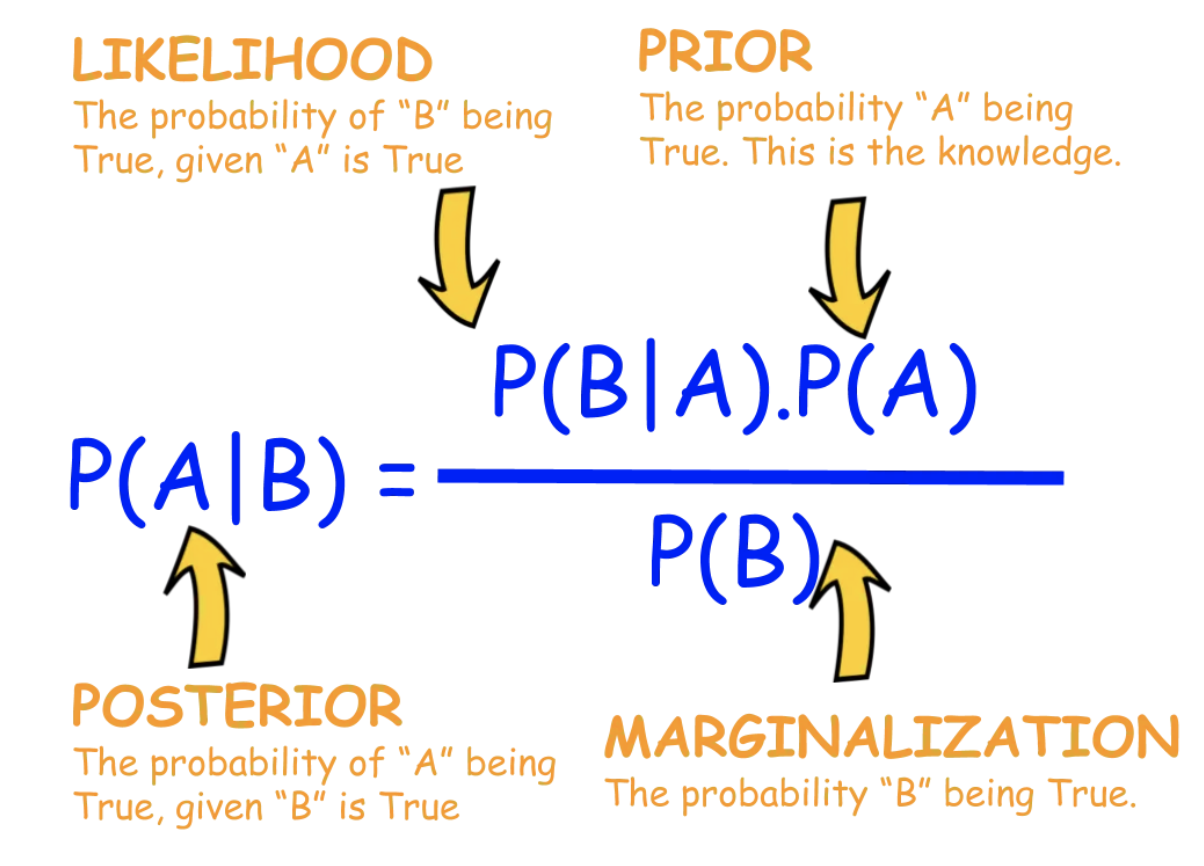 LIKELIHOOD
The probability of “B” being
True, given “A” is True
PRIOR
The probability “A” being
True. This is the knowledge.
P(B|A).P(A)
P(A|B) =
P(B)
POSTERIOR
The probability of “A” being
True, given “B” is True
MARGINALIZATION
The probability “B” being True.